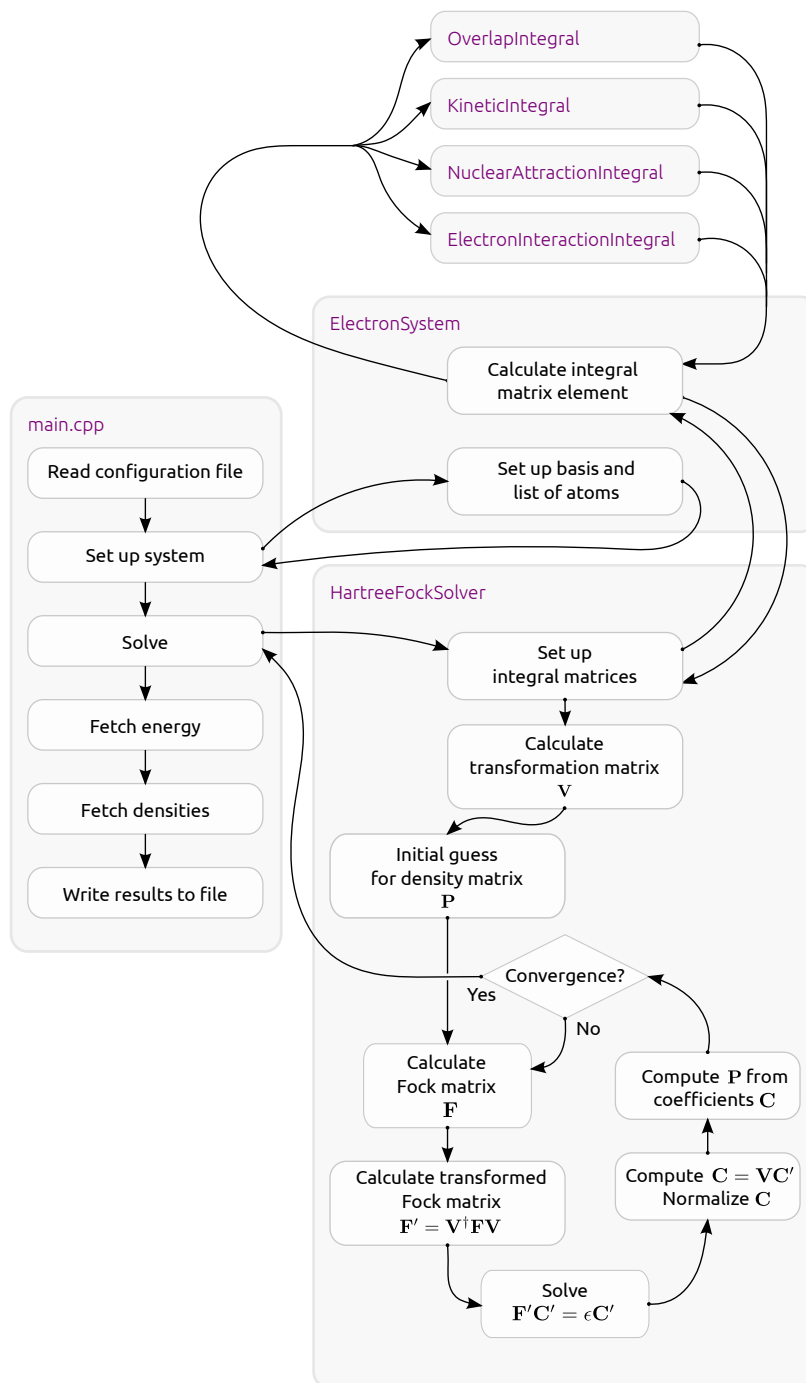 OverlapIntegral
KineticIntegral
NuclearAttractionIntegral
ElectronInteractionIntegral
ElectronSystem
Calculate integral
matrix element
Set up basis and
list of atoms
main.cpp
Read configuration file
Set up system
Solve
Fetch energy
Fetch densities
Write results to file
HartreeFockSolver
Set up
integral matrices
Calculate
transformation matrix
V
Initial guess
for density matrix
P
Convergence?
Yes
No
Calculate
Fock matrix
F
Calculate transformed
Fock matrix
F′ = V†FV
Solve
F′C′ = ϵC′
Compute C = VC′
Normalize C
Compute P from
coefficients C